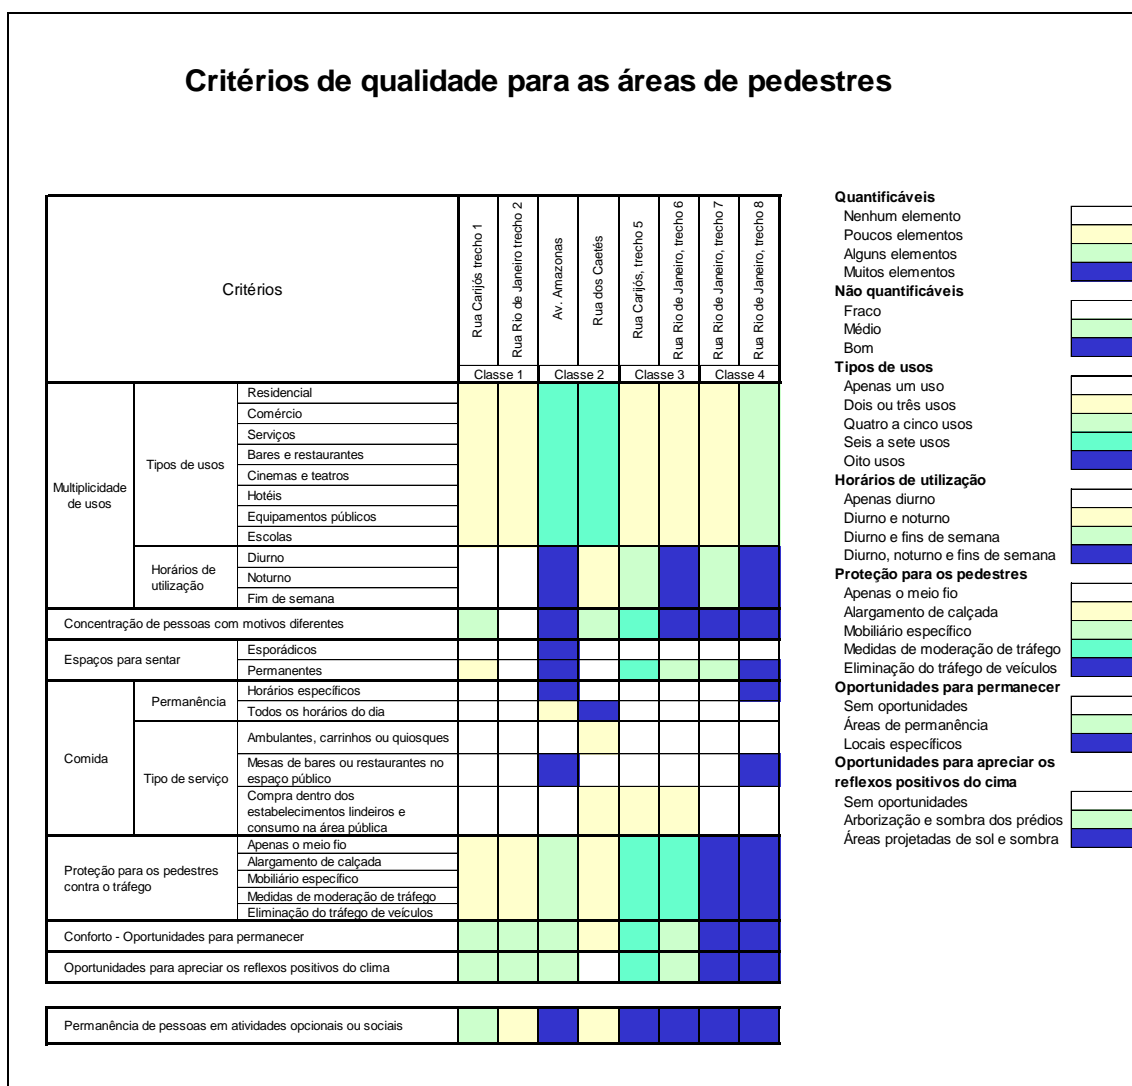 Critérios de qualidade para as áreas de pedestres
Critérios
Rua Carijós trecho 1
Rua Rio de Janeiro trecho 2
Av. Amazonas
Rua dos Caetés
Rua Carijós, trecho 5
Rua Rio de Janeiro, trecho 6
Rua Rio de Janeiro, trecho 7
Rua Rio de Janeiro, trecho 8
Classe 1
Classe 2
Classe 3
Classe 4
Multiplicidade
de usos
Tipos de usos
Residencial
Comércio
Serviços
Bares e restaurantes
Cinemas e teatros
Hotéis
Equipamentos públicos
Escolas
Horários de
utilização
Diurno
Noturno
Fim de semana
Concentração de pessoas com motivos diferentes
Espaços para sentar
Esporádicos
Permanentes
Comida
Permanência
Horários específicos
Todos os horários do dia
Tipo de serviço
Ambulantes, carrinhos ou quiosques
Mesas de bares ou restaurantes no
espaço público
Compra dentro dos
estabelecimentos lindeiros e
consumo na área pública
Proteção para os pedestres
contra o tráfego
Apenas o meio fio
Alargamento de calçada
Mobiliário específico
Medidas de moderação de tráfego
Eliminação do tráfego de veículos
Conforto - Oportunidades para permanecer
Oportunidades para apreciar os reflexos positivos do clima
Permanência de pessoas em atividades opcionais ou sociais
Quantificáveis
Nenhum elemento
Poucos elementos
Alguns elementos
Muitos elementos
Não quantificáveis
Fraco
Médio
Bom
Tipos de usos
Apenas um uso
Dois ou três usos
Quatro a cinco usos
Seis a sete usos
Oito usos
Horários de utilização
Apenas diurno
Diurno e noturno
Diurno e fins de semana
Diurno, noturno e fins de semana
Proteção para os pedestres
Apenas o meio fio
Alargamento de calçada
Mobiliário específico
Medidas de moderação de tráfego
Eliminação do tráfego de veículos
Oportunidades para permanecer
Sem oportunidades
Áreas de permanência
Locais específicos
Oportunidades para apreciar os
reflexos positivos do cima
Sem oportunidades
Arborização e sombra dos prédios
Áreas projetadas de sol e sombra